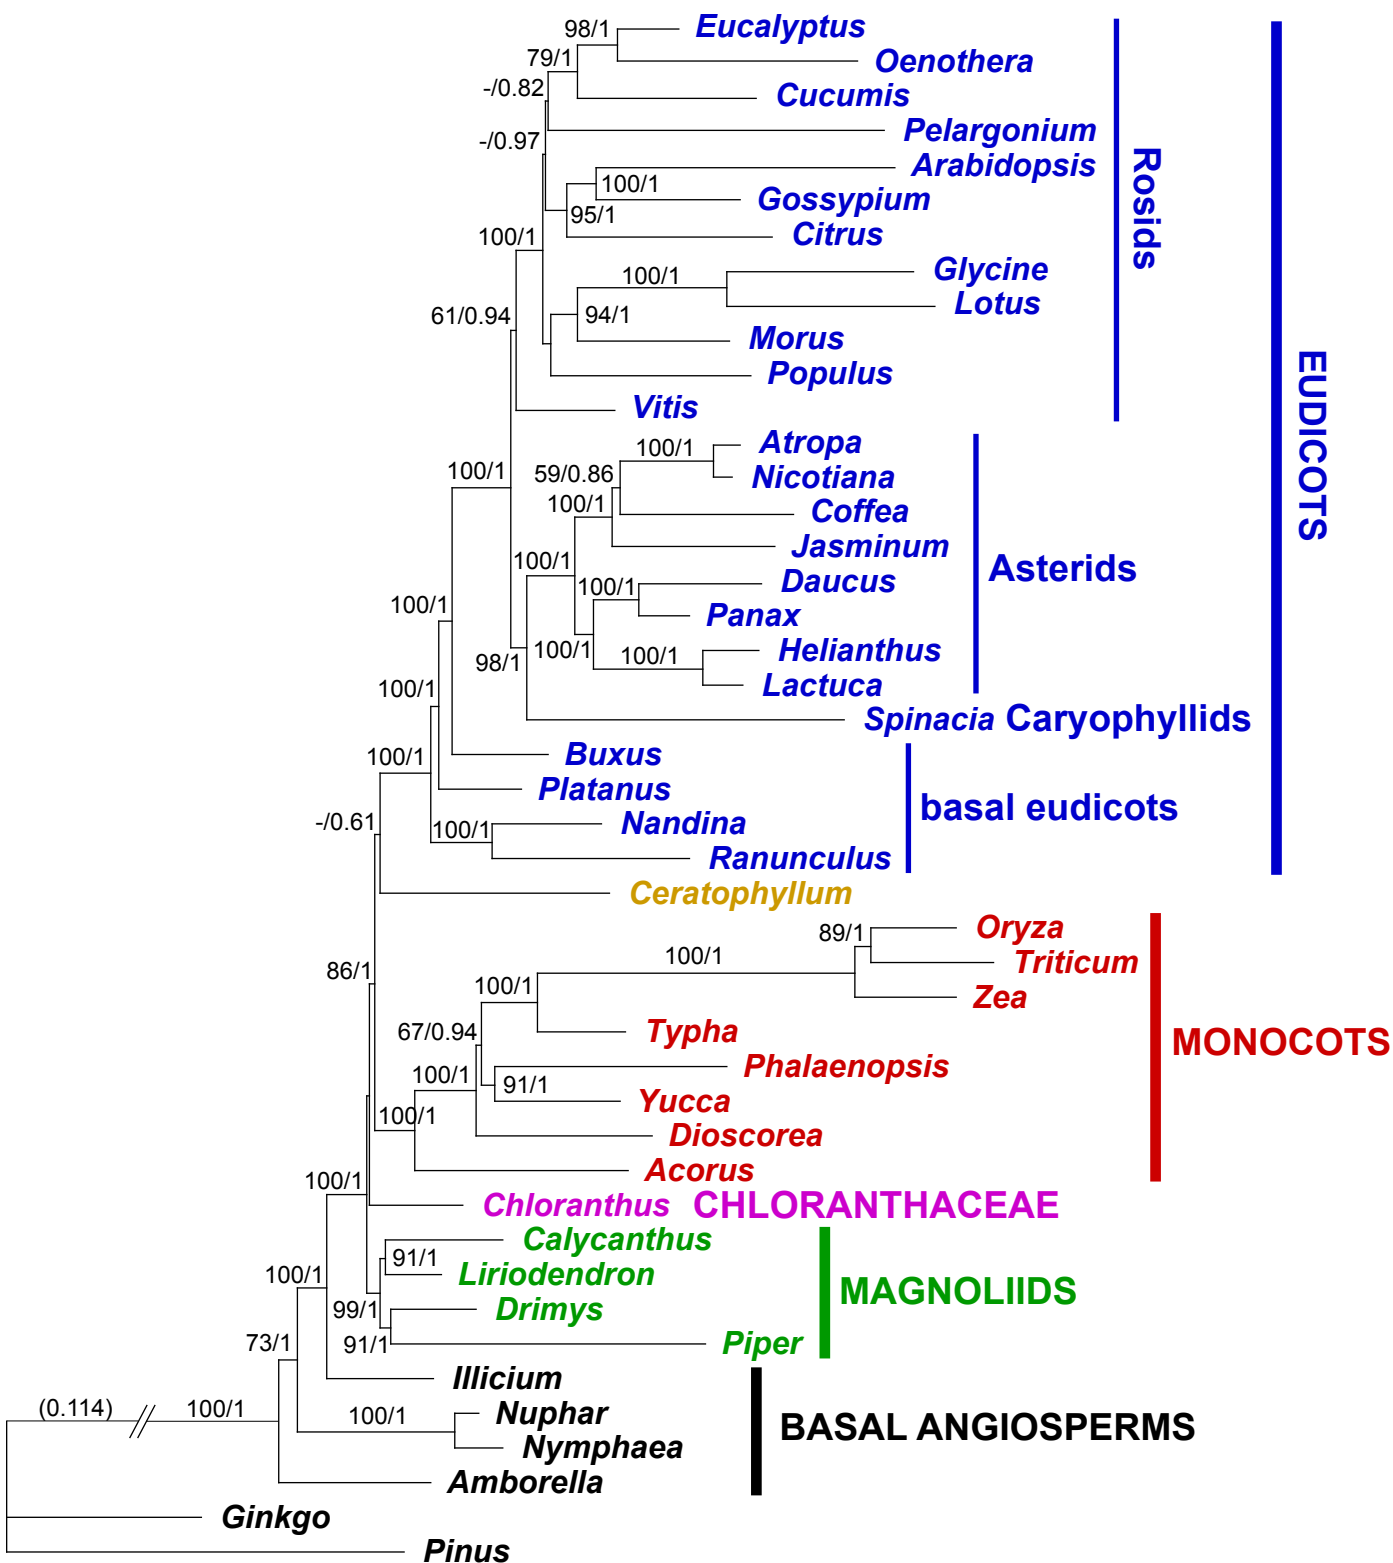 98/1
Eucalyptus
79/1
Oenothera
-/0.82
Cucumis
-/0.97
Pelargonium
Arabidopsis
100/1
Gossypium
95/1
Citrus
100/1
Rosids
Glycine
100/1
Lotus
61/0.94
94/1
Morus
Populus
Vitis
EUDICOTS
Atropa
100/1
Nicotiana
100/1
59/0.86
Coffea
100/1
Jasminum
100/1
Asterids
Daucus
100/1
Panax
100/1
Helianthus
100/1
100/1
98/1
Lactuca
100/1
Spinacia Caryophyllids
Buxus
100/1
Platanus
basal eudicots
-/0.61
Nandina
100/1
Ranunculus
Ceratophyllum
Oryza
89/1
100/1
Triticum
86/1
100/1
Zea
67/0.94
Typha
MONOCOTS
Phalaenopsis
100/1
91/1
Yucca
100/1
Dioscorea
Acorus
100/1
Chloranthus CHLORANTHACEAE
Calycanthus
91/1
100/1
Liriodendron
MAGNOLIIDS
99/1
Drimys
73/1
91/1
Piper
Illicium
(0.114)
100/1
100/1
Nuphar
BASAL ANGIOSPERMS
Nymphaea
Amborella
Ginkgo
Pinus